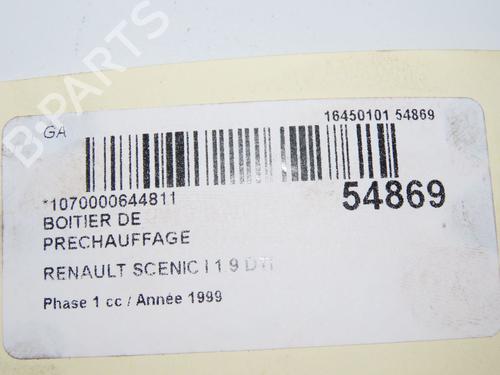 B-PARTS
GA
16450101 54869
*1070000644811
54869
BOITIER DE
PRECHAUFFAGE
RENAULT SCENIC I 1 9 DTI
Phase 1 cc / Année 1999